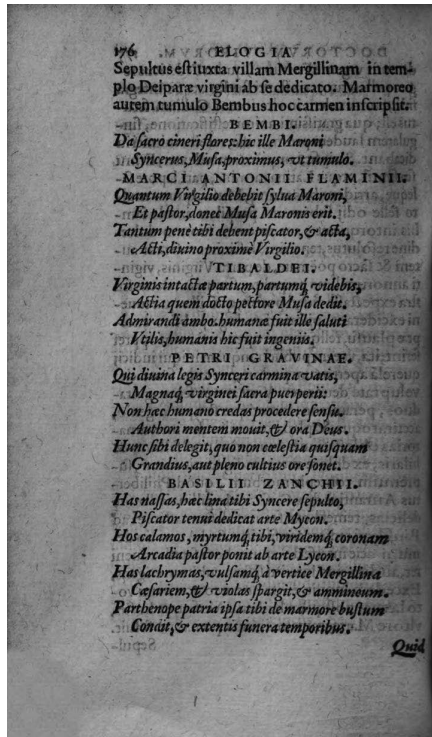 176 ELOGIA
Sepultus est iuxta villam Mergillinam in tem-
plo Deiparæ virgini ab se dedicato. Marmoreo
autem tumulo Bembus hoc carmen inscripsit.
BEMBI.
Da sacro cineri flores: hic ille Maroni
Syncerus, Musa, proximus, vt tumulo.
MARCI ANTONII FLAMINII.
Quantum Virgilio debebit sylua Maroni,
Et pastor, donec Musa Maronis erit.
Tantum penè tibi debent piscator, & acta,
Acti, diuino proxime Virgilio.
TIBALDEI.
Virginis intactæ partum, partumq́ videbis,
Actia quem docto pectore Musa dedit.
Admirandi ambo. humanæ fuit ille saluti
Vtilis, humanis hic fuit ingeniis.
PETRI GRAVINAE.
Qui diuina legis Synceri carmina vatis,
Magnaq́ virginei sacra puerperii:
Non hæc humano credas procedere sensu.
Authori mentem mouit, & ora Deus.
Hunc sibi delegit, quo non cœlestia quisquam
Grandius, aut pleno cultius ore sonet.
BASILII ZANCHII.
Has nassas, hæc lina tibi Syncere sepulto,
Piscator tenui dedicat arte Mycon.
Hos calamos, myrtumq́, tibi, viridemq́ coronam
Arcadia pastor ponit ab arte Lycon.
Has lachrymas, vulsamq́, à vertice Mergillina
Cæsariem, & violas spargit, & ammineum.
Parthenope patria ipsa tibi de marmore bustum
Condit, & extentis funera temporibus.
Quid